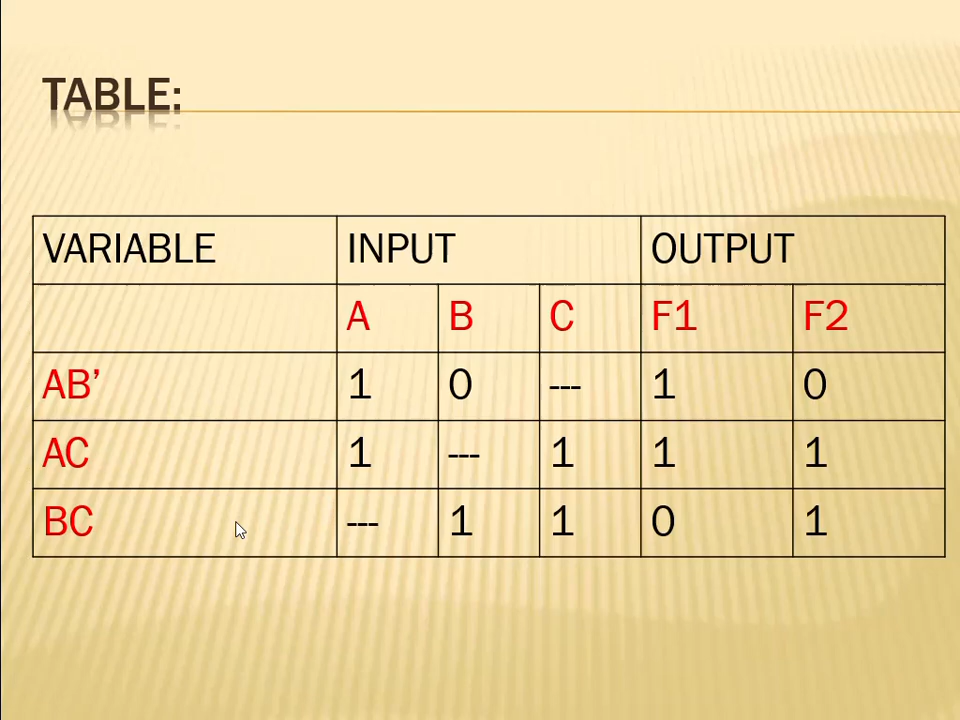 TABLE:
VARIABLE INPUT OUTPUT
A B C F1 F2
AB’ 1 0 --- 1 0
AC 1 --- 1 1 1
BC --- 1 1 0 1